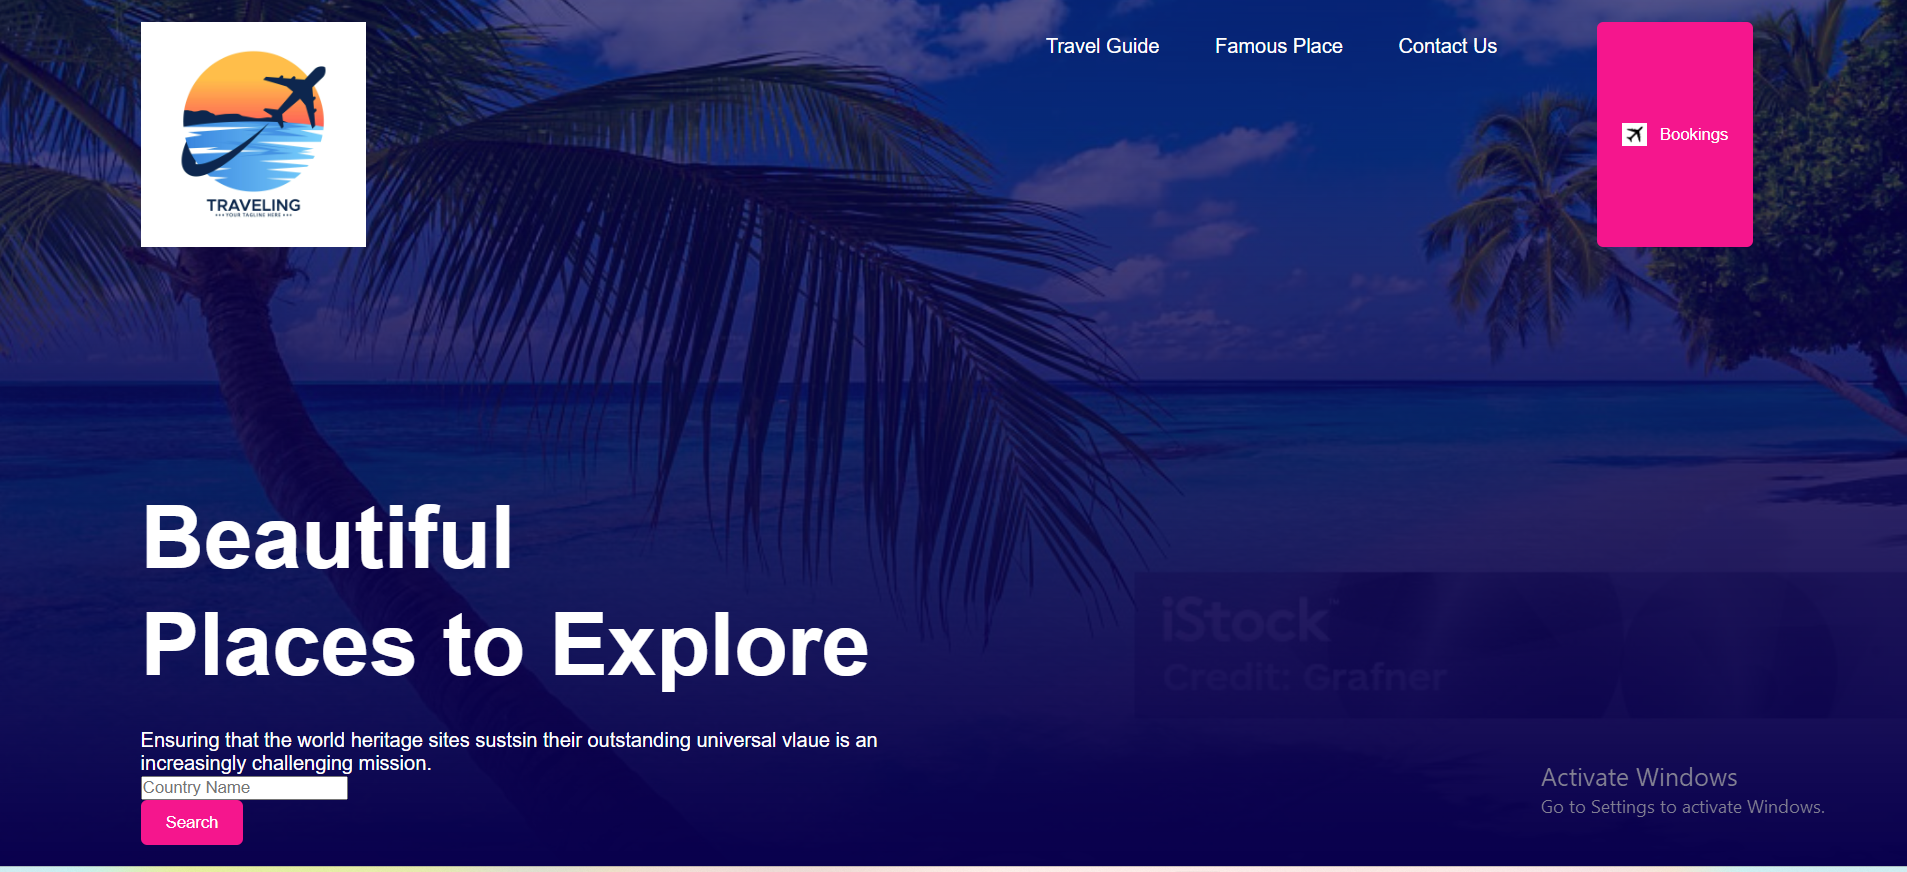 Travel Guide
Famous Place
Contact Us
Bookings
TRAVELING
••• YOUR TAGLINE HERE •••
Beautiful
Places to Explore
iStock™
Credit: Grafner
Ensuring that the world heritage sites sustsin their outstanding universal vlaue is an
increasingly challenging mission.
Country Name
Search
Activate Windows
Go to Settings to activate Windows.